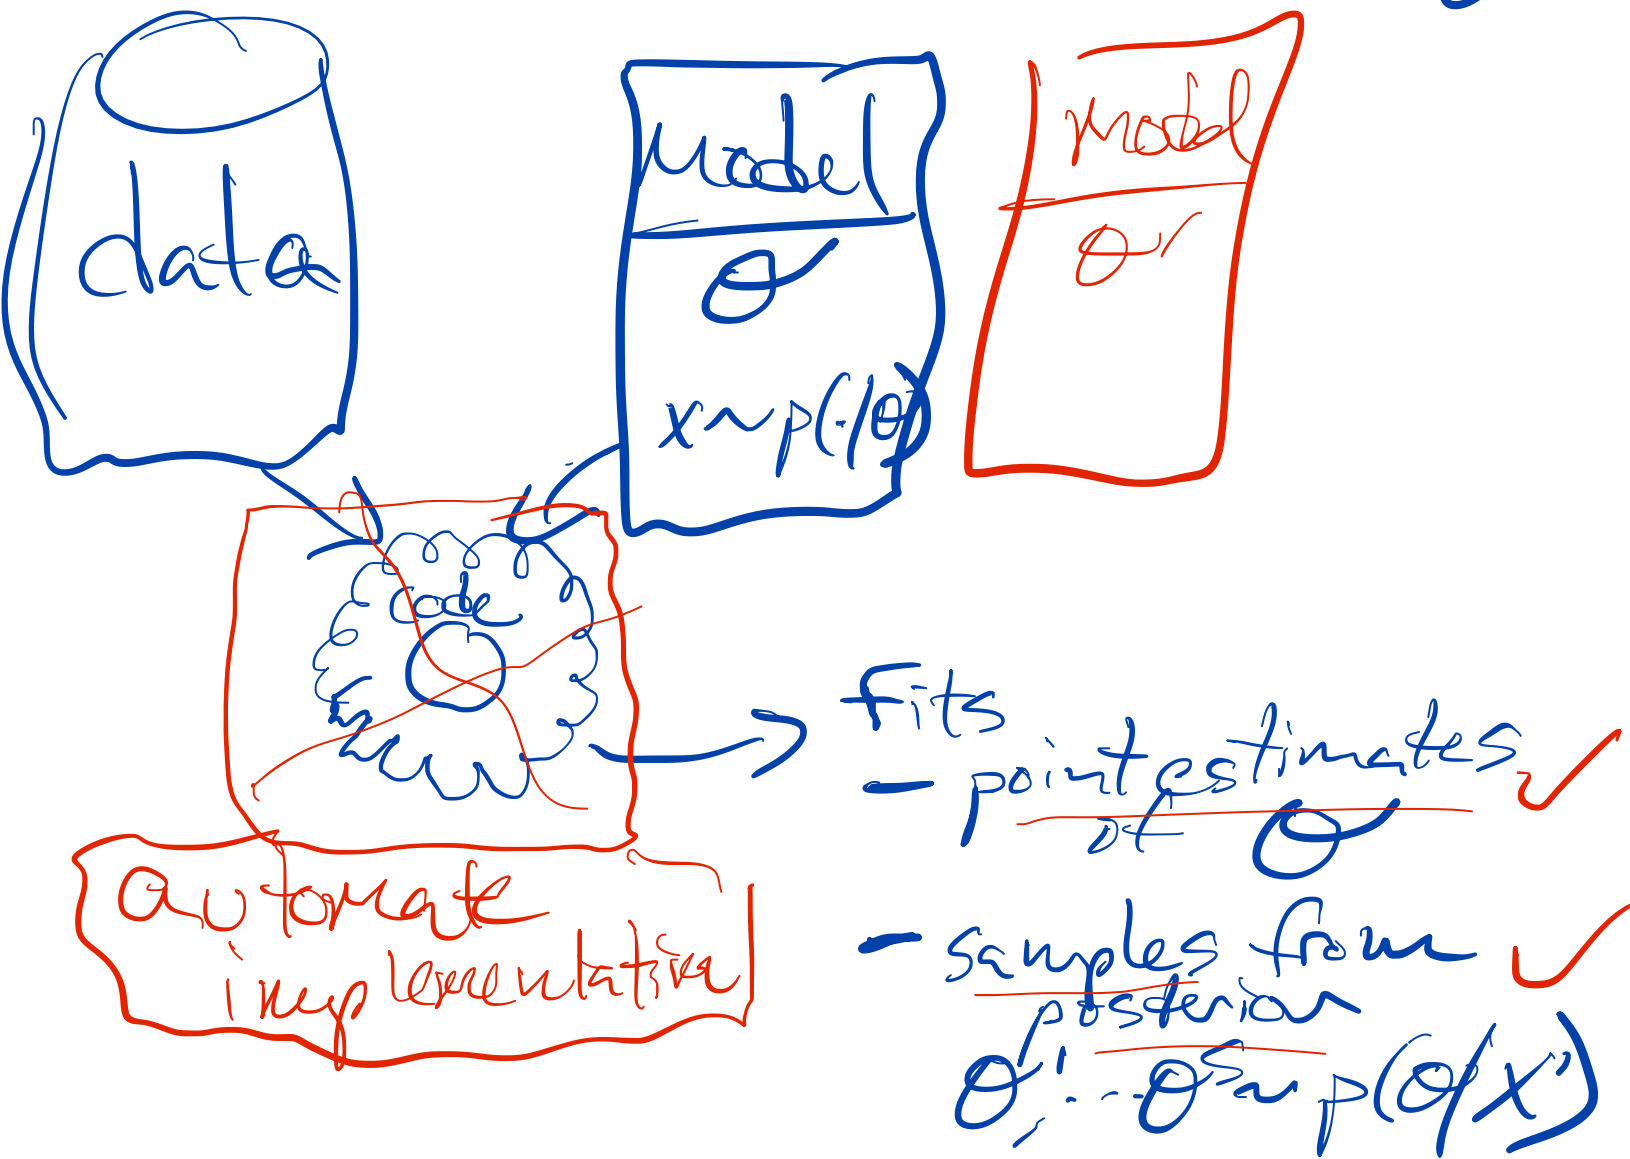 data
Model
θ
x ~ p(·|θ)
model
σ
code
Fits
- point estimates
of θ
- samples from
posterior
θ¹, ... θˢ ~ p(θ|x)
automate
implementation